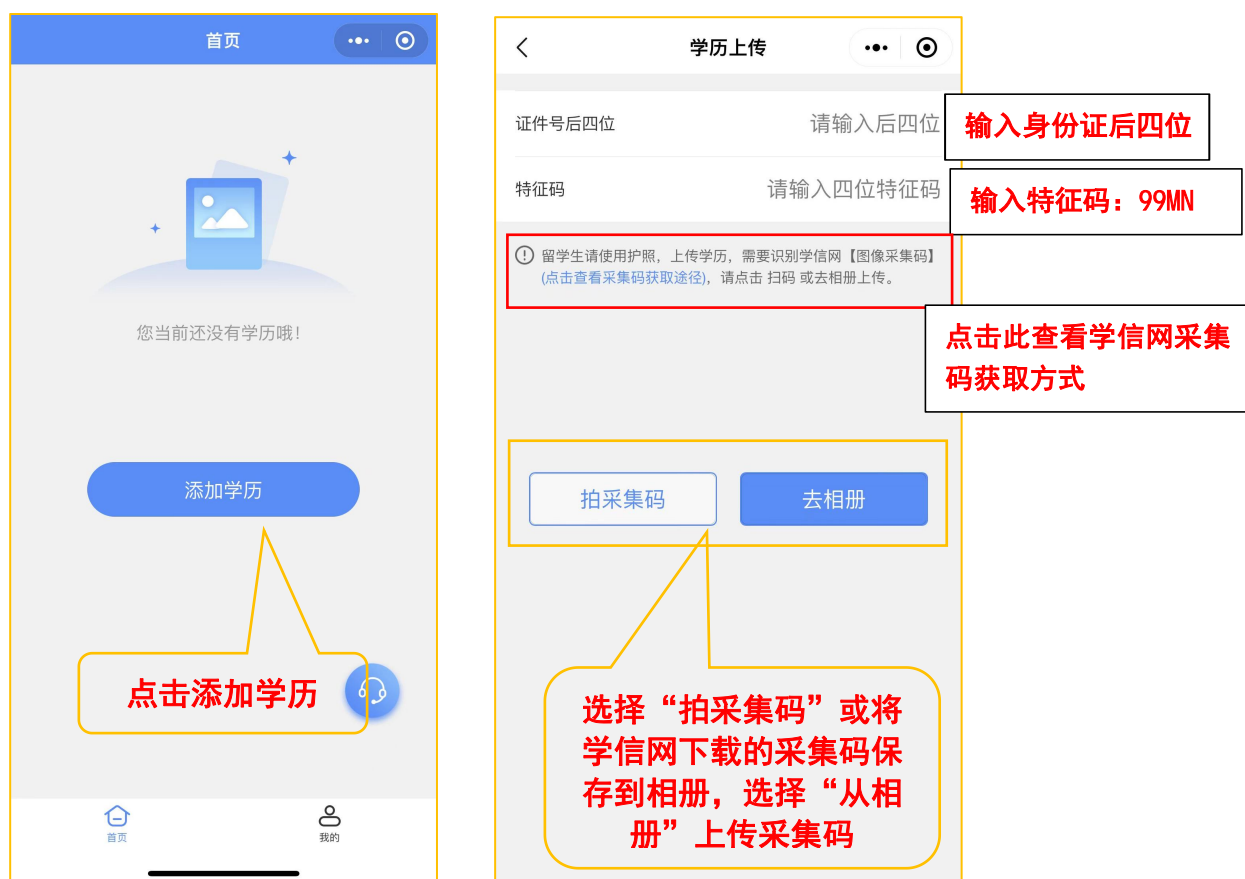 首页
您当前还没有学历哦!
添加学历
点击添加学历
首页
我的
学历上传
证件号后四位
请输入后四位
输入身份证后四位
特征码
请输入四位特征码
输入特征码：99MN
留学生请使用护照，上传学历，需要识别学信网【图像采集码】
(点击查看采集码获取途径)，请点击 扫码 或去相册上传。
点击此查看学信网采集
码获取方式
拍采集码
去相册
选择“拍采集码”或将
学信网下载的采集码保
存到相册，选择“从相
册”上传采集码